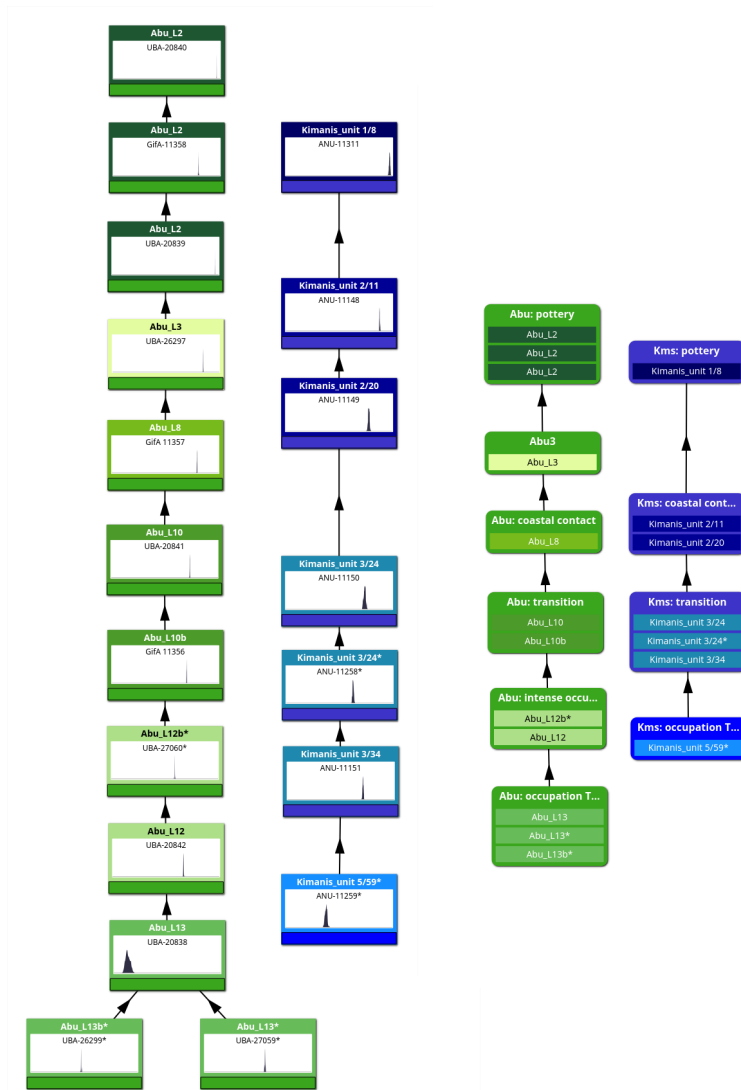 Abu_L2
UBA-20840
Abu_L2
GifA-11358
Abu_L2
UBA-20839
Abu_L3
UBA-26297
Abu_L8
GifA 11357
Abu_L10
UBA-20841
Abu_L10b
GifA 11356
Abu_L12b*
UBA-27060*
Abu_L12
UBA-20842
Abu_L13
UBA-20838
Abu_L13b*
UBA-26299*
Abu_L13*
UBA-27059*
Kimanis_unit 1/8
ANU-11311
Kimanis_unit 2/11
ANU-11148
Kimanis_unit 2/20
ANU-11149
Kimanis_unit 3/24
ANU-11150
Kimanis_unit 3/24*
ANU-11258*
Kimanis_unit 3/34
ANU-11151
Kimanis_unit 5/59*
ANU-11259*
Abu: pottery
Abu_L2
Abu_L2
Abu_L2
Abu3
Abu_L3
Abu: coastal contact
Abu_L8
Abu: transition
Abu_L10
Abu_L10b
Abu: intense occu...
Abu_L12b*
Abu_L12
Abu: occupation T...
Abu_L13
Abu_L13*
Abu_L13b*
Kms: pottery
Kimanis_unit 1/8
Kms: coastal cont...
Kimanis_unit 2/11
Kimanis_unit 2/20
Kms: transition
Kimanis_unit 3/24
Kimanis_unit 3/24*
Kimanis_unit 3/34
Kms: occupation T...
Kimanis_unit 5/59*